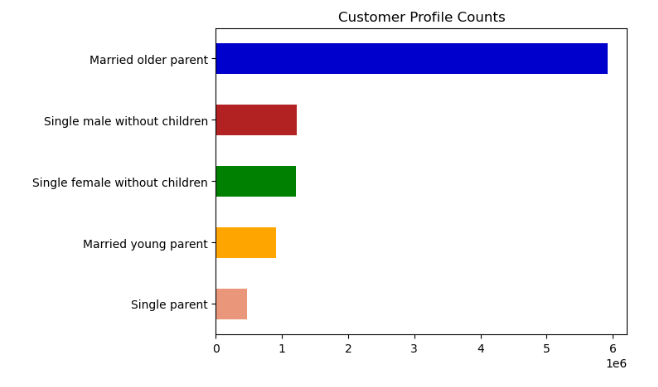 Customer Profile Counts
Married older parent
Single male without children
Single female without children
Married young parent
Single parent
0 1 2 3 4 5 6
1e6